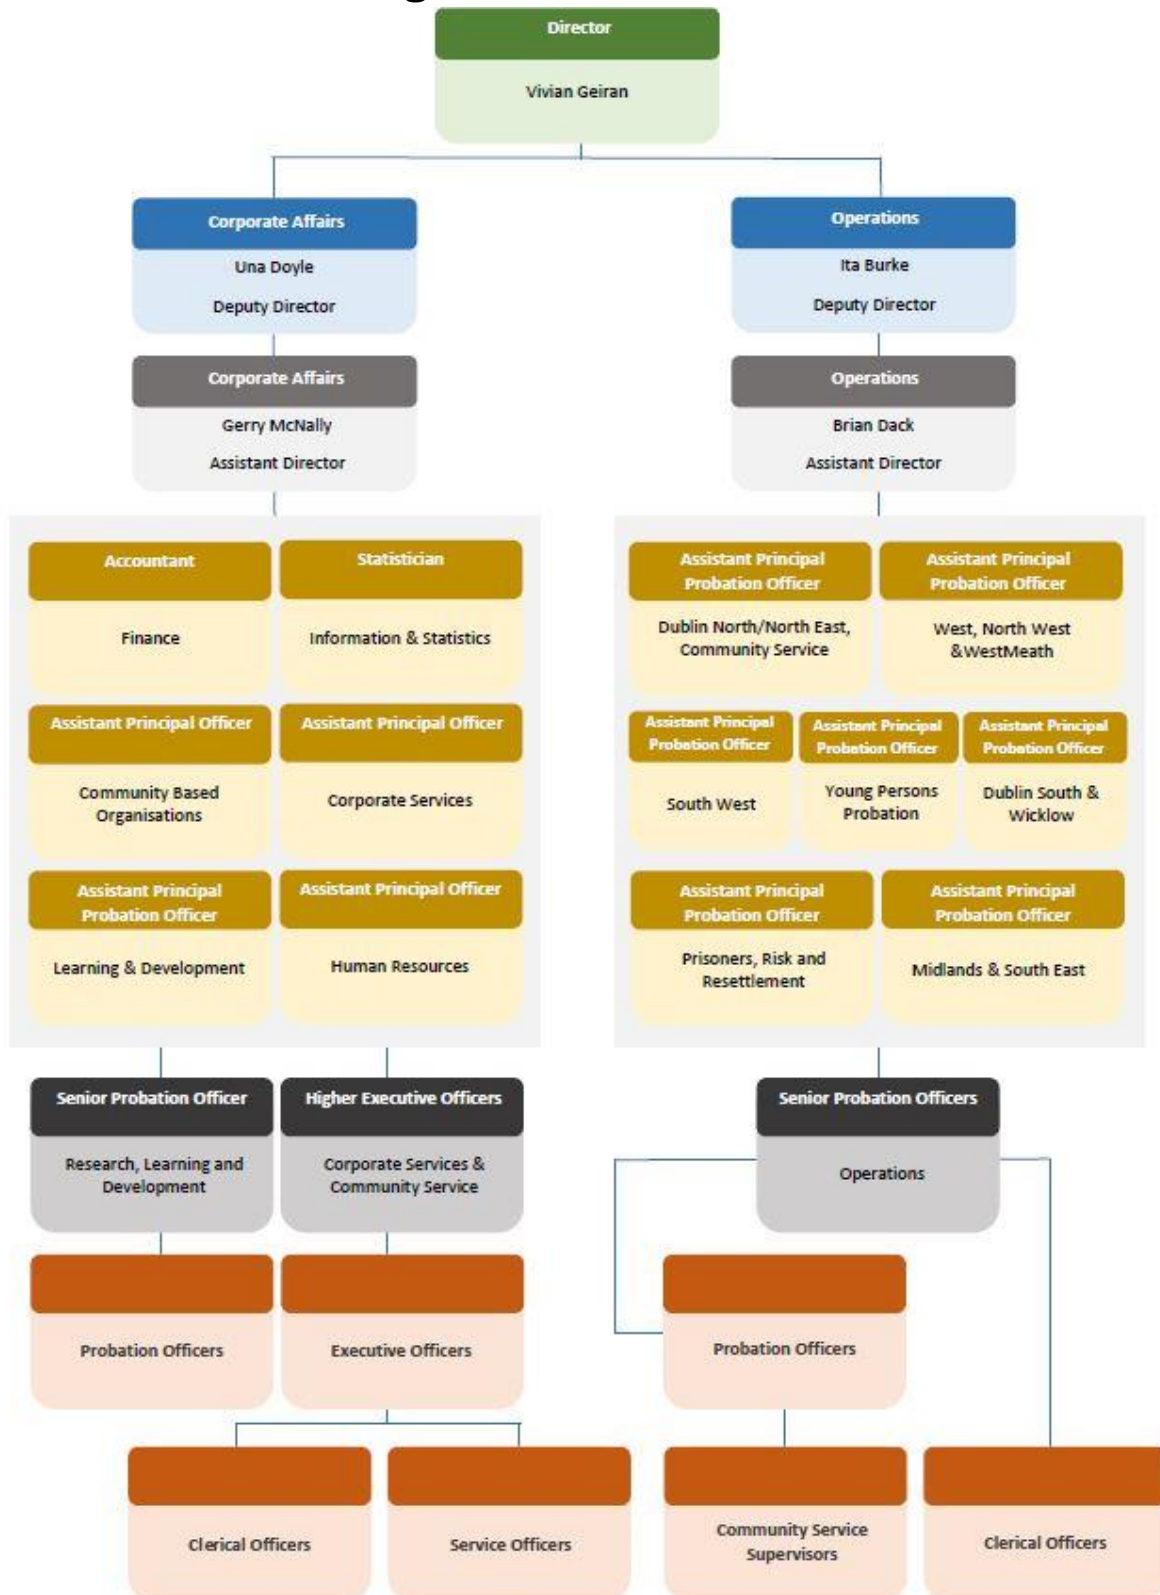 Director
Vivian Geiran
Corporate Affairs
Una Doyle
Deputy Director
Operations
Ita Burke
Deputy Director
Corporate Affairs
Gerry McNally
Assistant Director
Operations
Brian Dack
Assistant Director
Accountant
Finance
Statistician
Information & Statistics
Assistant Principal Officer
Community Based
Organisations
Assistant Principal Officer
Corporate Services
Assistant Principal
Probation Officer
Learning & Development
Assistant Principal Officer
Human Resources
Assistant Principal
Probation Officer
Dublin North/North East,
Community Service
Assistant Principal
Probation Officer
West, North West
&WestMeath
Assistant Principal
Probation Officer
South West
Assistant Principal
Probation Officer
Young Persons
Probation
Assistant Principal
Probation Officer
Dublin South &
Wicklow
Assistant Principal
Probation Officer
Prisoners, Risk and
Resettlement
Assistant Principal
Probation Officer
Midlands & South East
Senior Probation Officer
Research, Learning and
Development
Higher Executive Officers
Corporate Services &
Community Service
Senior Probation Officers
Operations
Probation Officers
Executive Officers
Probation Officers
Clerical Officers
Service Officers
Community Service
Supervisors
Clerical Officers